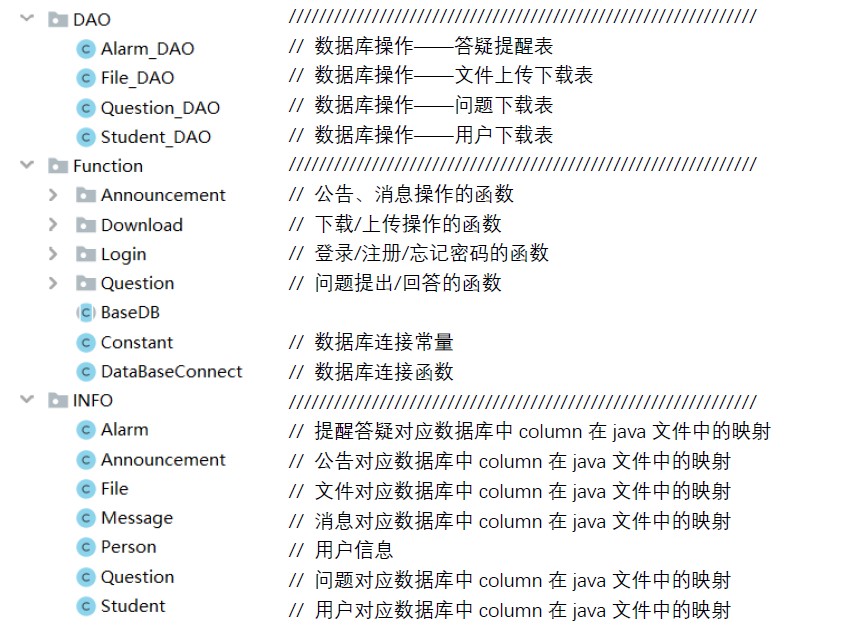 DAO //////////////////////////////////////////////////////////////
Alarm_DAO // 数据库操作——答疑提醒表
File_DAO // 数据库操作——文件上传下载表
Question_DAO // 数据库操作——问题下载表
Student_DAO // 数据库操作——用户下载表
Function //////////////////////////////////////////////////////////////
Announcement // 公告、消息操作的函数
Download // 下载/上传操作的函数
Login // 登录/注册/忘记密码的函数
Question // 问题提出/回答的函数
BaseDB
Constant // 数据库连接常量
DataBaseConnect // 数据库连接函数
INFO //////////////////////////////////////////////////////////////
Alarm // 提醒答疑对应数据库中 column 在 java 文件中的映射
Announcement // 公告对应数据库中 column 在 java 文件中的映射
File // 文件对应数据库中 column 在 java 文件中的映射
Message // 消息对应数据库中 column 在 java 文件中的映射
Person // 用户信息
Question // 问题对应数据库中 column 在 java 文件中的映射
Student // 用户对应数据库中 column 在 java 文件中的映射